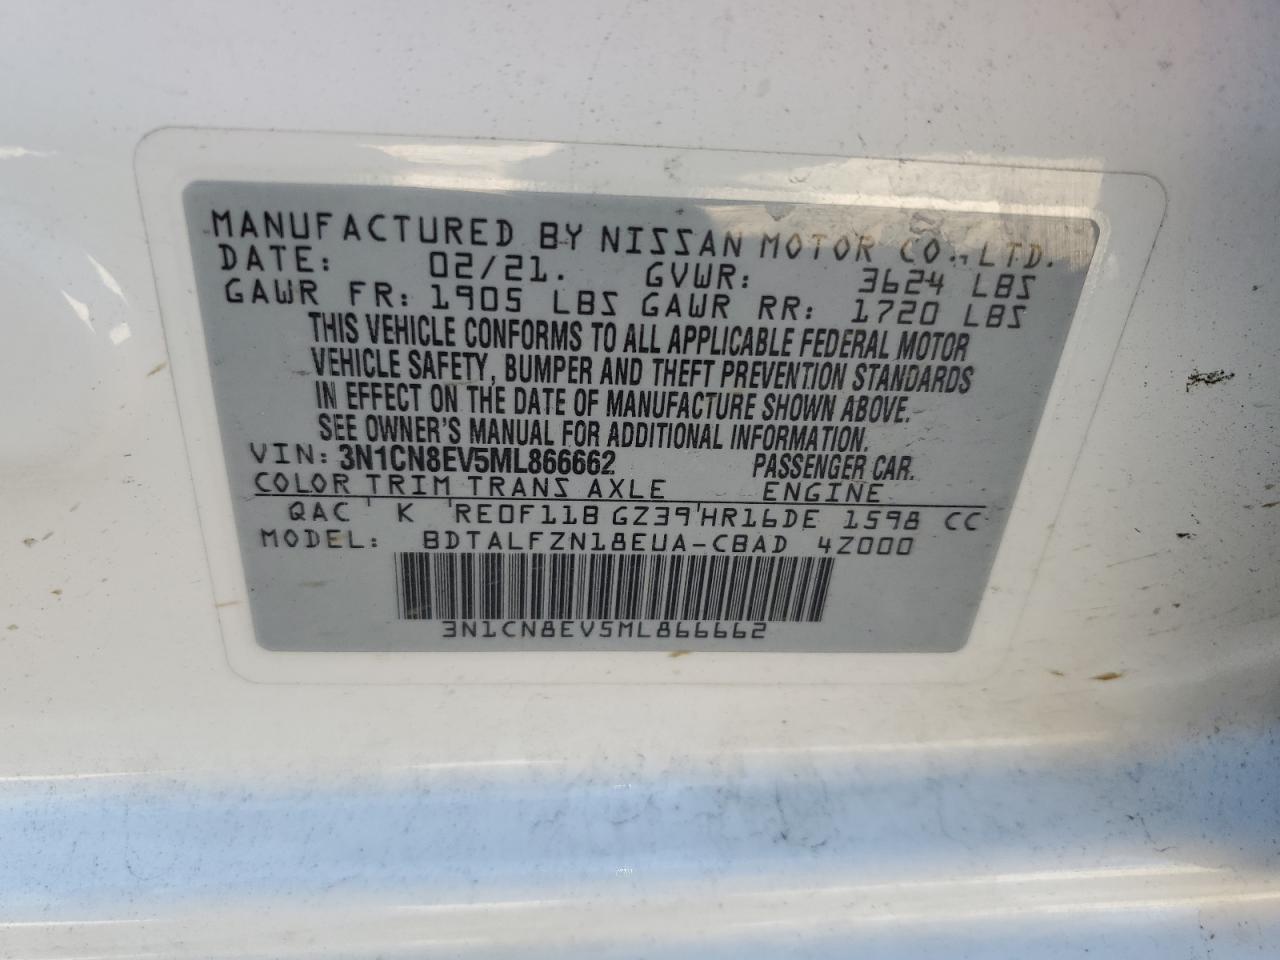 MANUFACTURED BY NISSAN MOTOR CO., LTD.
DATE: 02/21. GVWR: 3624 LBS
GAWR FR: 1905 LBS GAWR RR: 1720 LBS
THIS VEHICLE CONFORMS TO ALL APPLICABLE FEDERAL MOTOR
VEHICLE SAFETY, BUMPER AND THEFT PREVENTION STANDARDS
IN EFFECT ON THE DATE OF MANUFACTURE SHOWN ABOVE.
SEE OWNER'S MANUAL FOR ADDITIONAL INFORMATION.
VIN: 3N1CN8EV5ML866662 PASSENGER CAR.
COLOR TRIM TRANS AXLE ENGINE
QAC K RE0F11B GZ39 HR16DE 1598 CC
MODEL: BDTALFZN18EUA-CBAD 4Z000
3N1CN8EV5ML866662